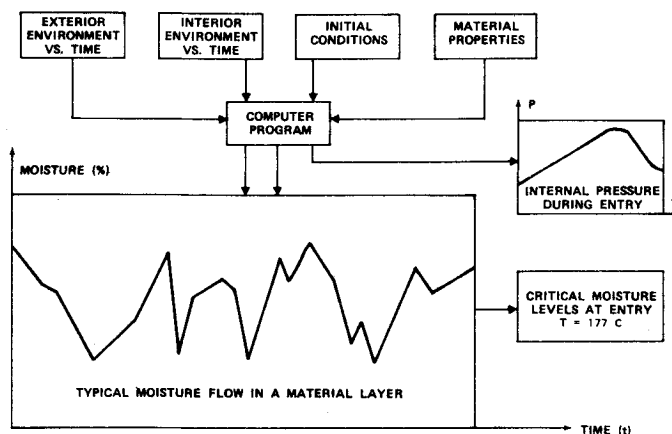 EXTERIOR
ENVIRONMENT
VS. TIME
INTERIOR
ENVIRONMENT
VS. TIME
INITIAL
CONDITIONS
MATERIAL
PROPERTIES
COMPUTER
PROGRAM
P
INTERNAL PRESSURE
DURING ENTRY
MOISTURE (%)
CRITICAL MOISTURE
LEVELS AT ENTRY
T = 177 C
TYPICAL MOISTURE FLOW IN A MATERIAL LAYER
TIME (t)